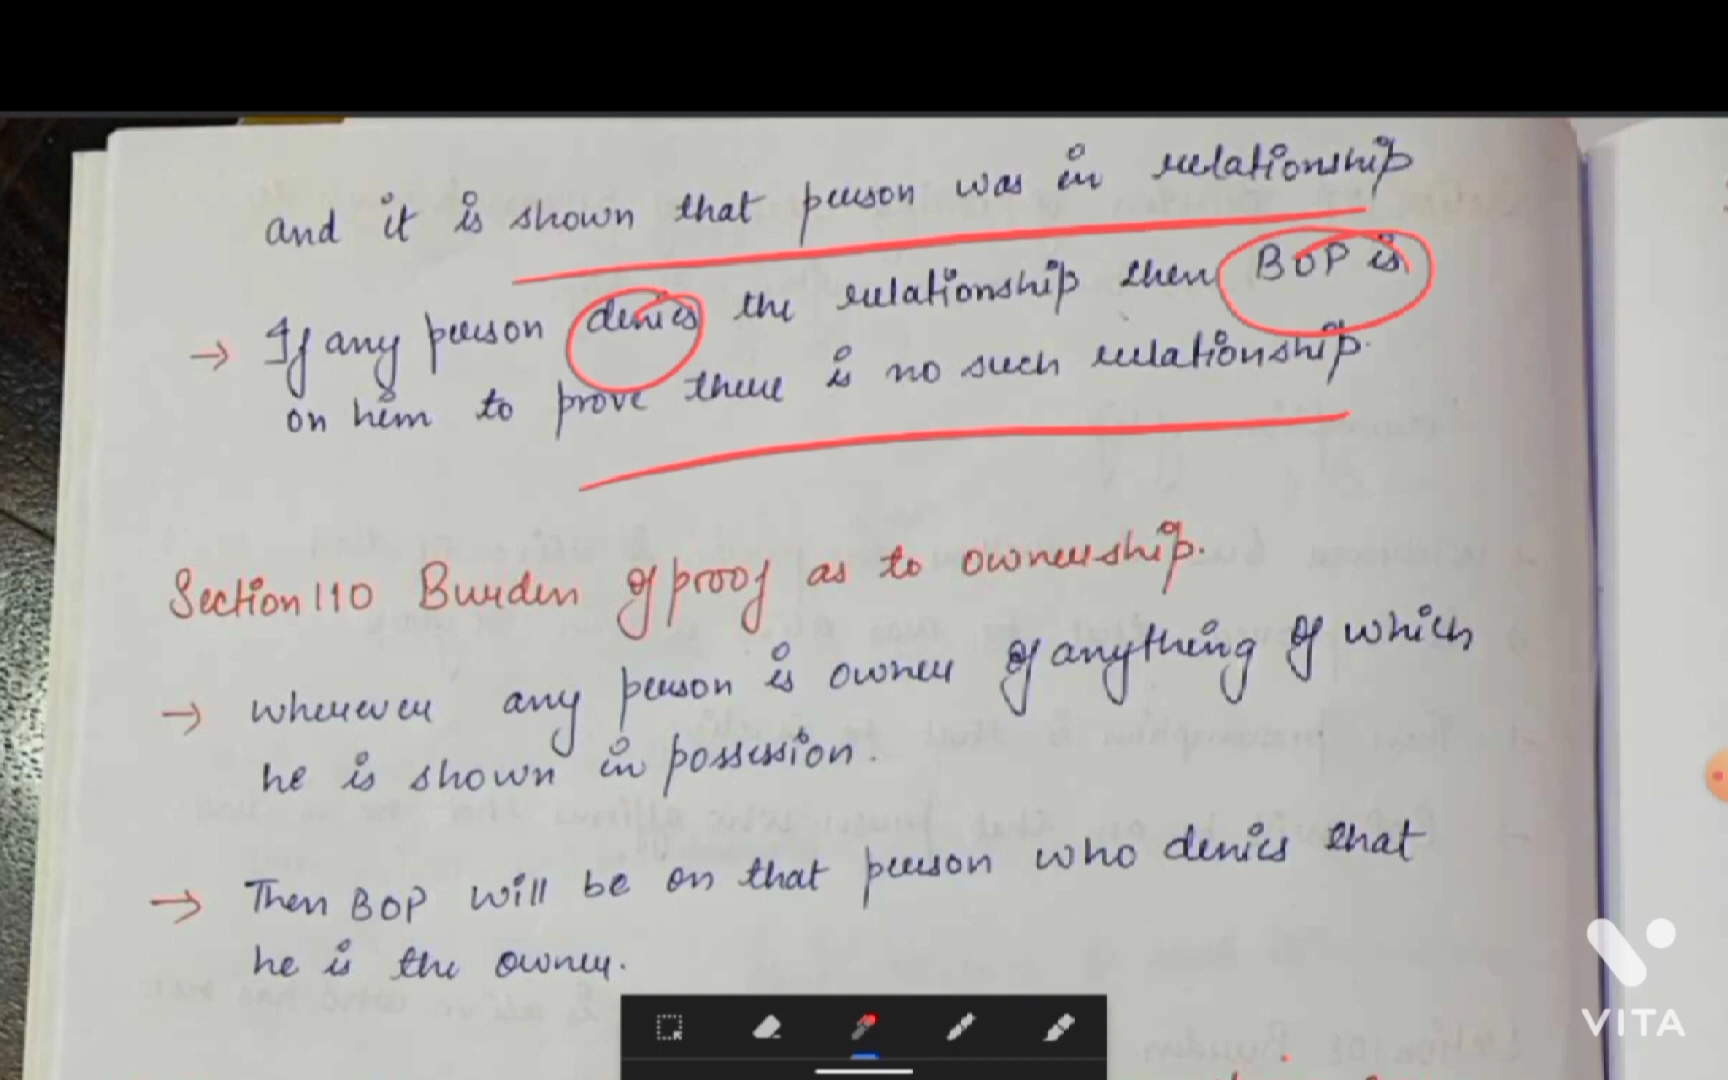 and it is shown that person was in relationship
→ If any person denies the relationship then BOP is
on him to prove there is no such relationship.
Section 110 Burden of proof as to ownership.
→ whenever any person is owner of anything of which
he is shown in possession.
→ Then BOP will be on that person who denies that
he is the owner.
VITA